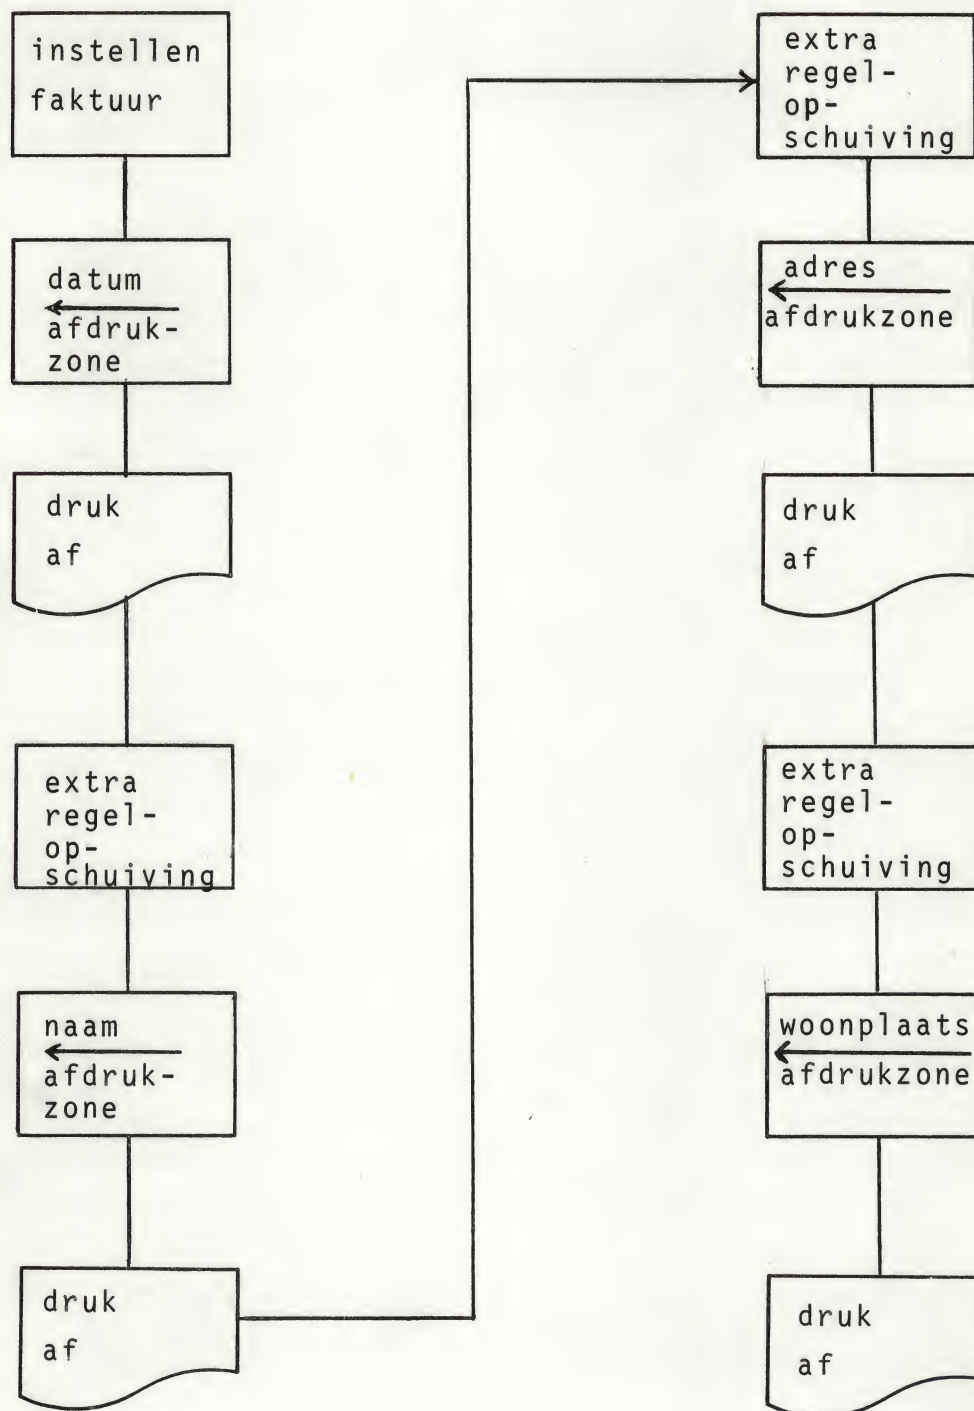 instellen
faktuur
datum
afdruk-
zone
druk
af
extra
regel-
op-
schuiving
naam
afdruk-
zone
druk
af
extra
regel-
op-
schuiving
adres
afdrukzone
druk
af
extra
regel-
op-
schuiving
woonplaats
afdrukzone
druk
af